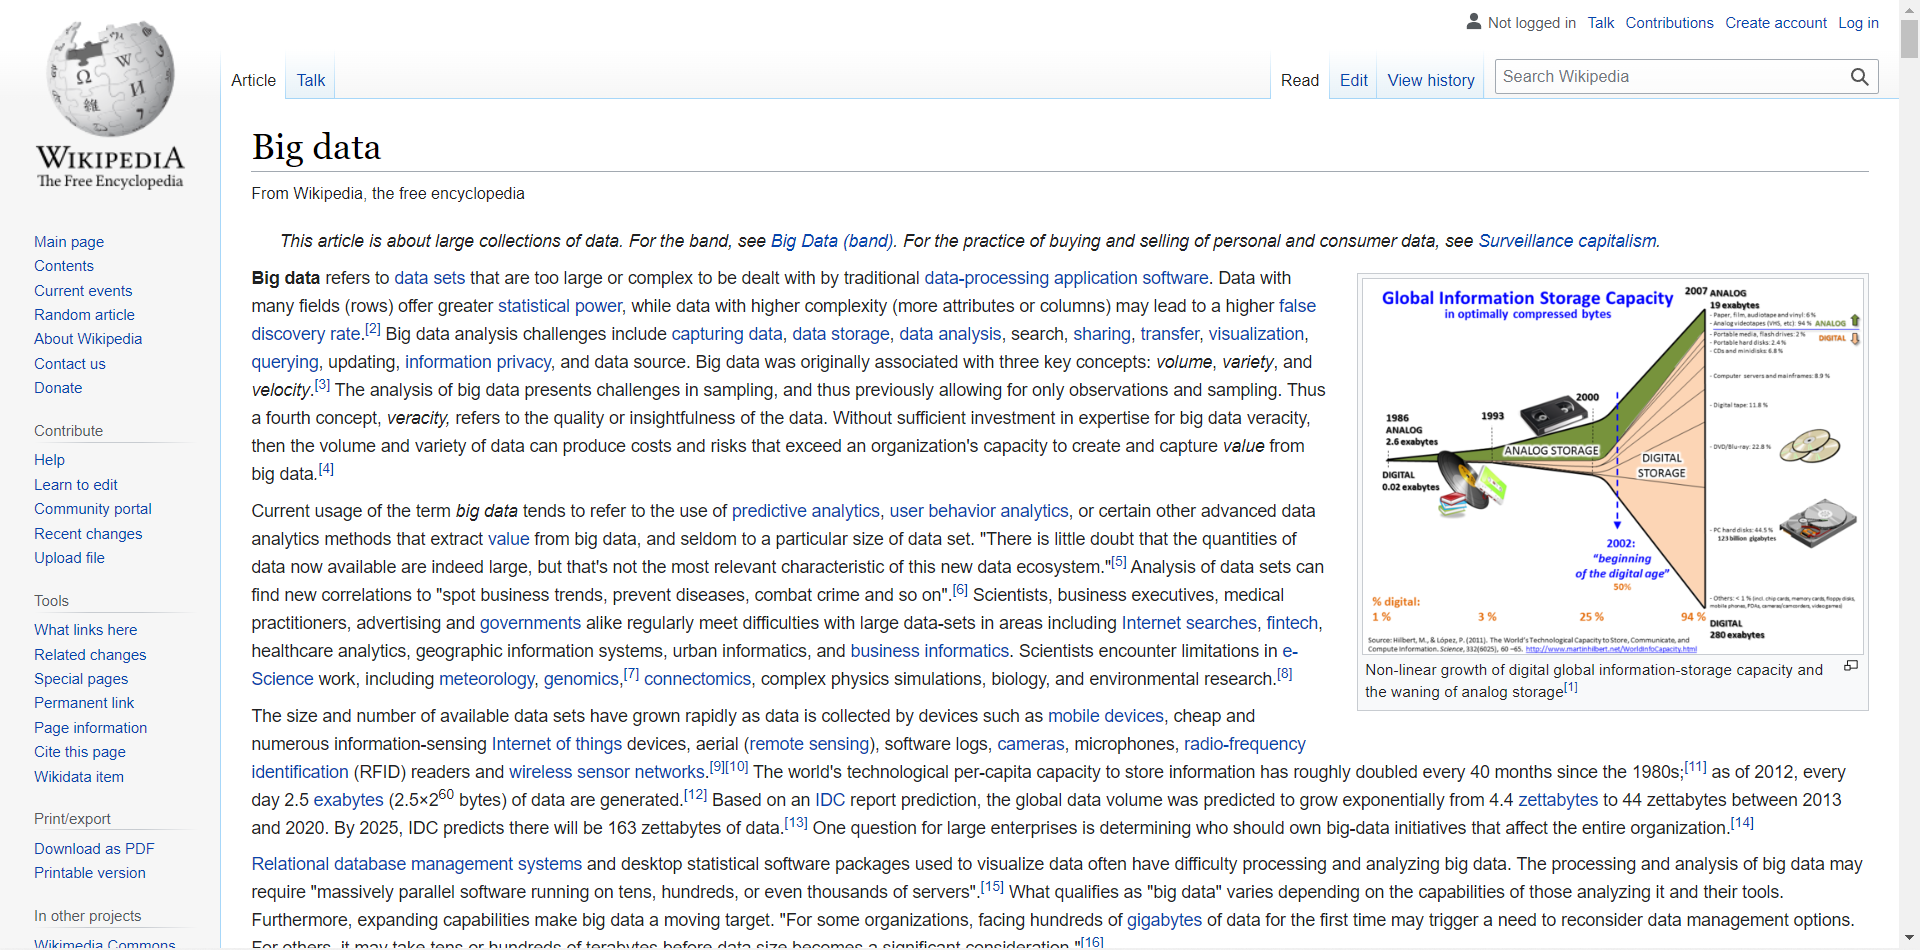 Not logged in Talk Contributions Create account Log in
Article Talk Read Edit View history Search Wikipedia
Ω W И 維
WIKIPEDIA
The Free Encyclopedia
Main page
Contents
Current events
Random article
About Wikipedia
Contact us
Donate
Contribute
Help
Learn to edit
Community portal
Recent changes
Upload file
Tools
What links here
Related changes
Special pages
Permanent link
Page information
Cite this page
Wikidata item
Print/export
Download as PDF
Printable version
In other projects
Wikimedia Commons
Big data
From Wikipedia, the free encyclopedia
This article is about large collections of data. For the band, see Big Data (band). For the practice of buying and selling of personal and consumer data, see Surveillance capitalism.
Big data refers to data sets that are too large or complex to be dealt with by traditional data-processing application software. Data with
many fields (rows) offer greater statistical power, while data with higher complexity (more attributes or columns) may lead to a higher false
discovery rate.[2] Big data analysis challenges include capturing data, data storage, data analysis, search, sharing, transfer, visualization,
querying, updating, information privacy, and data source. Big data was originally associated with three key concepts: volume, variety, and
velocity.[3] The analysis of big data presents challenges in sampling, and thus previously allowing for only observations and sampling. Thus
a fourth concept, veracity, refers to the quality or insightfulness of the data. Without sufficient investment in expertise for big data veracity,
then the volume and variety of data can produce costs and risks that exceed an organization's capacity to create and capture value from
big data.[4]
Current usage of the term big data tends to refer to the use of predictive analytics, user behavior analytics, or certain other advanced data
analytics methods that extract value from big data, and seldom to a particular size of data set. "There is little doubt that the quantities of
data now available are indeed large, but that's not the most relevant characteristic of this new data ecosystem."[5] Analysis of data sets can
find new correlations to "spot business trends, prevent diseases, combat crime and so on".[6] Scientists, business executives, medical
practitioners, advertising and governments alike regularly meet difficulties with large data-sets in areas including Internet searches, fintech,
healthcare analytics, geographic information systems, urban informatics, and business informatics. Scientists encounter limitations in e-
Science work, including meteorology, genomics,[7] connectomics, complex physics simulations, biology, and environmental research.[8]
Global Information Storage Capacity
in optimally compressed bytes
2007 ANALOG
19 exabytes
- Paper, film, audiotape and vinyl: 6 %
- Analog videotapes (VHS, etc): 94 % ANALOG
- Portable media, flash drives: 2 % DIGITAL
- Portable hard disks: 2.4 %
- CDs and minidisks: 6.8 %
- Computer servers and mainframes: 8.9 %
- Digital tape: 11.8 %
- DVD/Blu-ray: 22.8 %
- PC hard disks: 44.5 %
123 billion gigabytes
- Others: < 1 % (incl. chip cards, memory cards, floppy disks,
mobile phones, PDAs, cameras/camcorders, video games)
DIGITAL
280 exabytes
1986
ANALOG
2.6 exabytes
DIGITAL
0.02 exabytes
1993
2000
ANALOG STORAGE
DIGITAL
STORAGE
2002:
"beginning
of the digital age"
50%
% digital:
1 % 3 % 25 % 94 %
Source: Hilbert, M., & López, P. (2011). The World's Technological Capacity to Store, Communicate, and
Compute Information. Science, 332(6025), 60 –65. http://www.martinhilbert.net/WorldInfoCapacity.html
Non-linear growth of digital global information-storage capacity and
the waning of analog storage[1]
The size and number of available data sets have grown rapidly as data is collected by devices such as mobile devices, cheap and
numerous information-sensing Internet of things devices, aerial (remote sensing), software logs, cameras, microphones, radio-frequency
identification (RFID) readers and wireless sensor networks.[9][10] The world's technological per-capita capacity to store information has roughly doubled every 40 months since the 1980s;[11] as of 2012, every
day 2.5 exabytes (2.5×2⁶⁰ bytes) of data are generated.[12] Based on an IDC report prediction, the global data volume was predicted to grow exponentially from 4.4 zettabytes to 44 zettabytes between 2013
and 2020. By 2025, IDC predicts there will be 163 zettabytes of data.[13] One question for large enterprises is determining who should own big-data initiatives that affect the entire organization.[14]
Relational database management systems and desktop statistical software packages used to visualize data often have difficulty processing and analyzing big data. The processing and analysis of big data may
require "massively parallel software running on tens, hundreds, or even thousands of servers".[15] What qualifies as "big data" varies depending on the capabilities of those analyzing it and their tools.
Furthermore, expanding capabilities make big data a moving target. "For some organizations, facing hundreds of gigabytes of data for the first time may trigger a need to reconsider data management options.
For others, it may take tens or hundreds of terabytes before data size becomes a significant consideration."[16]